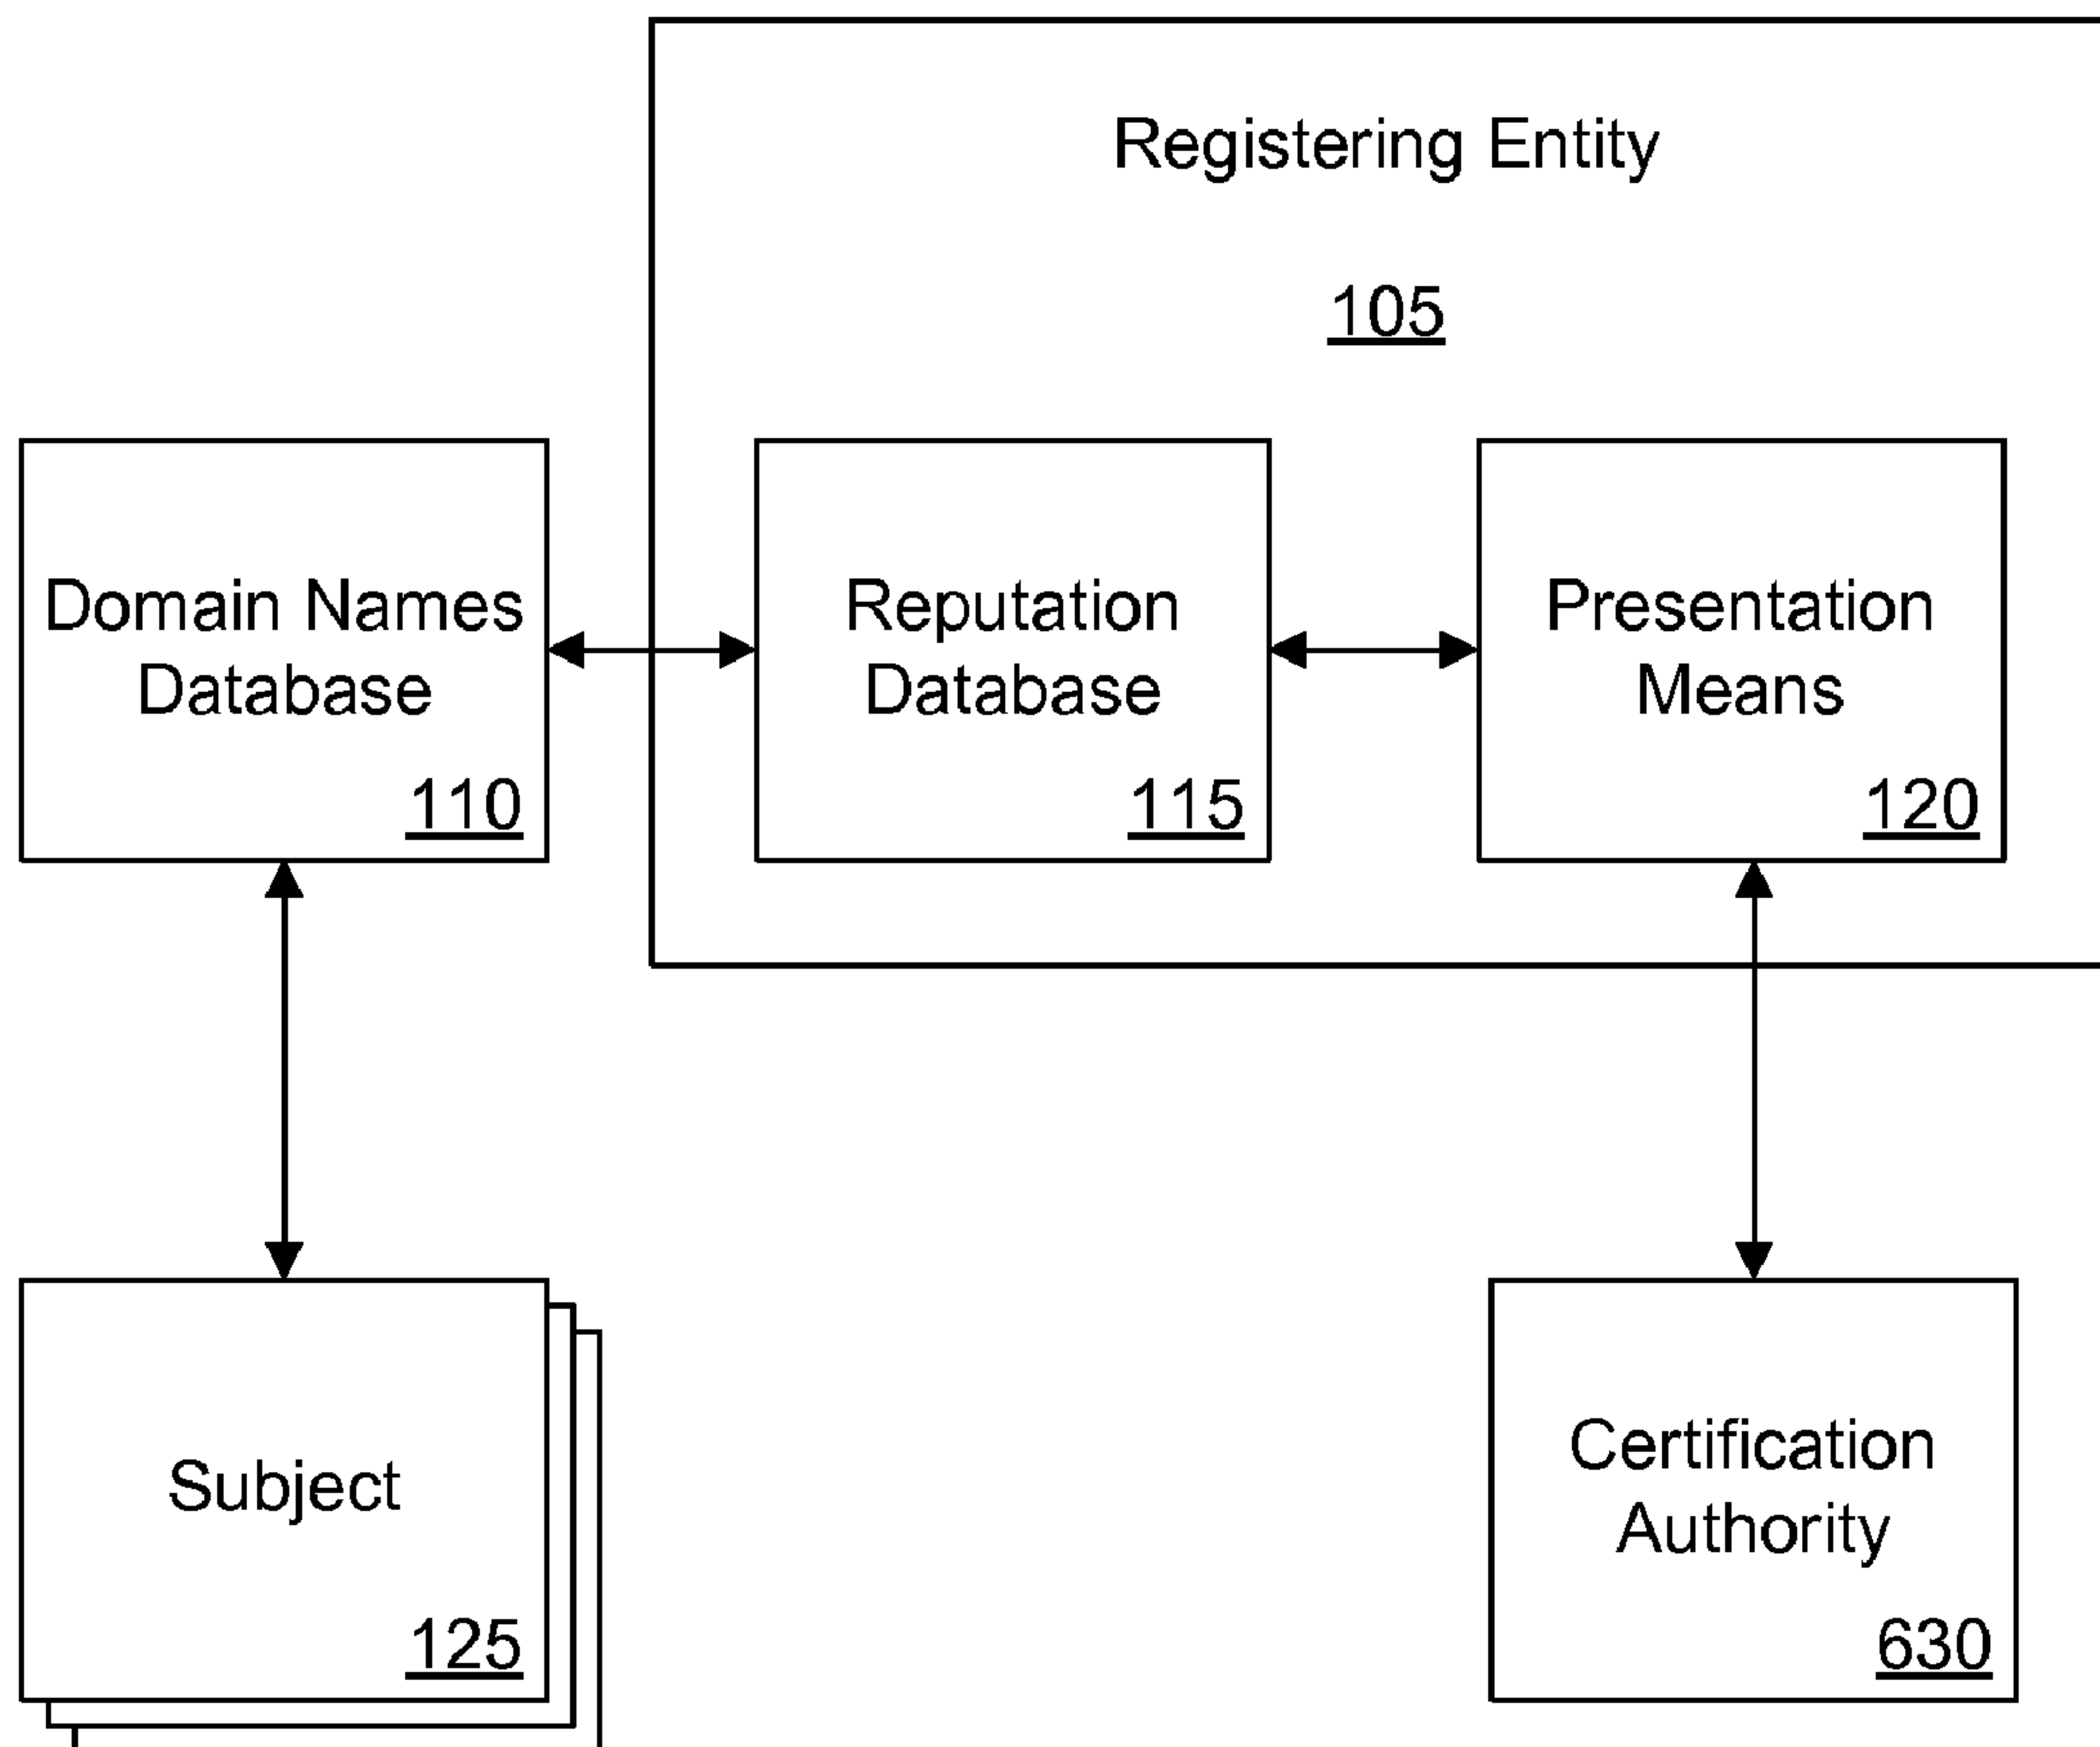 Registering Entity
105
Domain Names
Database
110
Reputation
Database
115
Presentation
Means
120
Subject
125
Certification
Authority
630